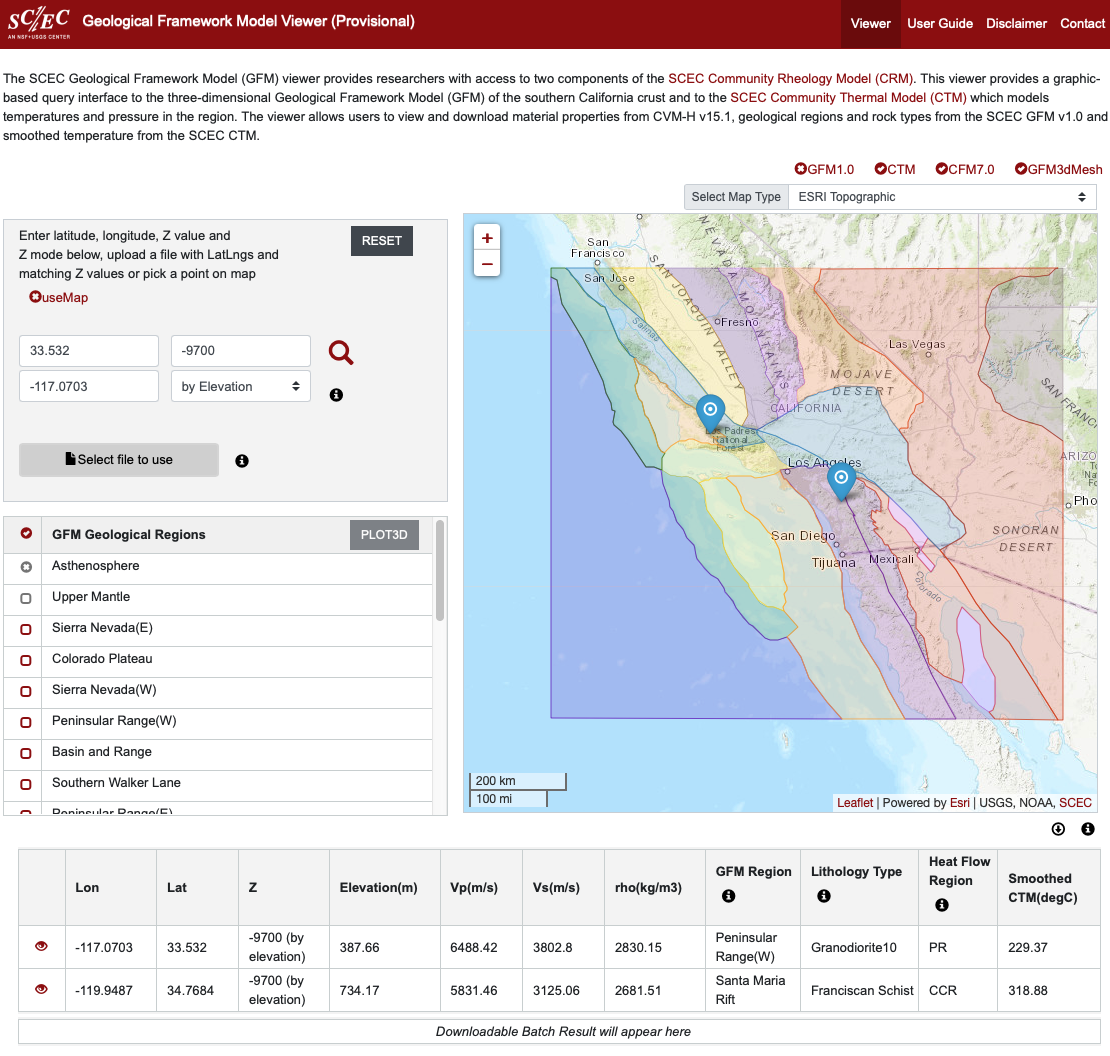 SC/EC
AN NSF+USGS CENTER
Geological Framework Model Viewer (Provisional)
Viewer
User Guide
Disclaimer
Contact
The SCEC Geological Framework Model (GFM) viewer provides researchers with access to two components of the SCEC Community Rheology Model (CRM). This viewer provides a graphic-
based query interface to the three-dimensional Geological Framework Model (GFM) of the southern California crust and to the SCEC Community Thermal Model (CTM) which models
temperatures and pressure in the region. The viewer allows users to view and download material properties from CVM-H v15.1, geological regions and rock types from the SCEC GFM v1.0 and
smoothed temperature from the SCEC CTM.
GFM1.0 CTM CFM7.0 GFM3dMesh
Select Map Type ESRI Topographic
Enter latitude, longitude, Z value and
Z mode below, upload a file with LatLngs and
matching Z values or pick a point on map
RESET
useMap
33.532 -9700
-117.0703 by Elevation
Select file to use
GFM Geological Regions PLOT3D
Asthenosphere
Upper Mantle
Sierra Nevada(E)
Colorado Plateau
Sierra Nevada(W)
Peninsular Range(W)
Basin and Range
Southern Walker Lane
Peninsular Range(E)
+
−
San
Francisco
San Jose
NEVADA MOUNTAINS
SAN JOAQUIN VALLEY
Salinas
Fresno
Las Vegas
MOJAVE
DESERT
CALIFORNIA
SAN FRANC
Los Padres
National
Forest
Los Angeles
ARIZO
Pho
SONORAN
DESERT
San Diego
Tijuana
Mexicali
Colorado
200 km
100 mi
Leaflet | Powered by Esri | USGS, NOAA, SCEC
Lon Lat Z Elevation(m) Vp(m/s) Vs(m/s) rho(kg/m3) GFM Region Lithology Type Heat Flow Region Smoothed CTM(degC)
-117.0703 33.532 -9700 (by elevation) 387.66 6488.42 3802.8 2830.15 Peninsular Range(W) Granodiorite10 PR 229.37
-119.9487 34.7684 -9700 (by elevation) 734.17 5831.46 3125.06 2681.51 Santa Maria Rift Franciscan Schist CCR 318.88
Downloadable Batch Result will appear here